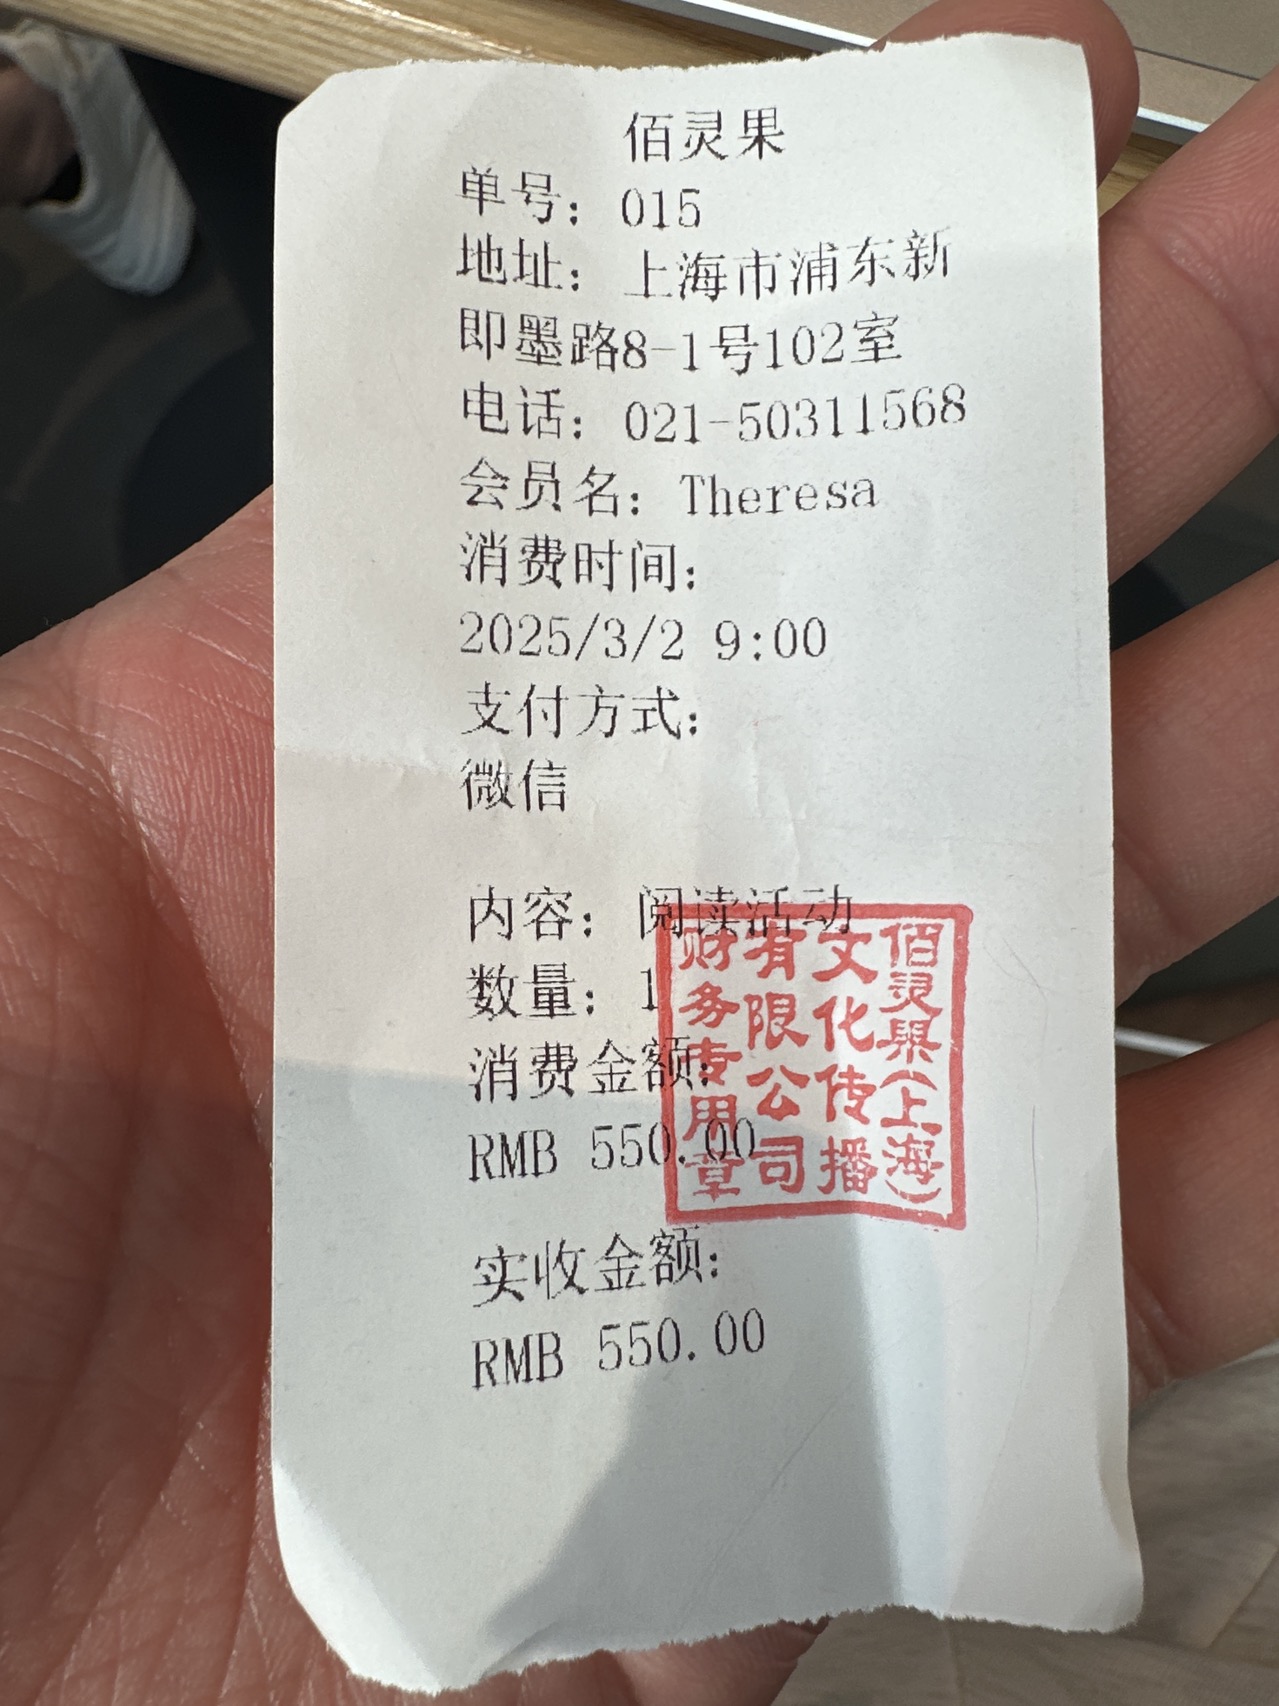 佰灵果
单号：015
地址：上海市浦东新
即墨路8-1号102室
电话：021-50311568
会员名：Theresa
消费时间：
2025/3/2 9:00
支付方式：
微信
内容：阅读活动
数量：1
消费金额：
RMB 550.00
佰灵果(上海)
文化传播
有限公司
财务专用章
实收金额：
RMB 550.00